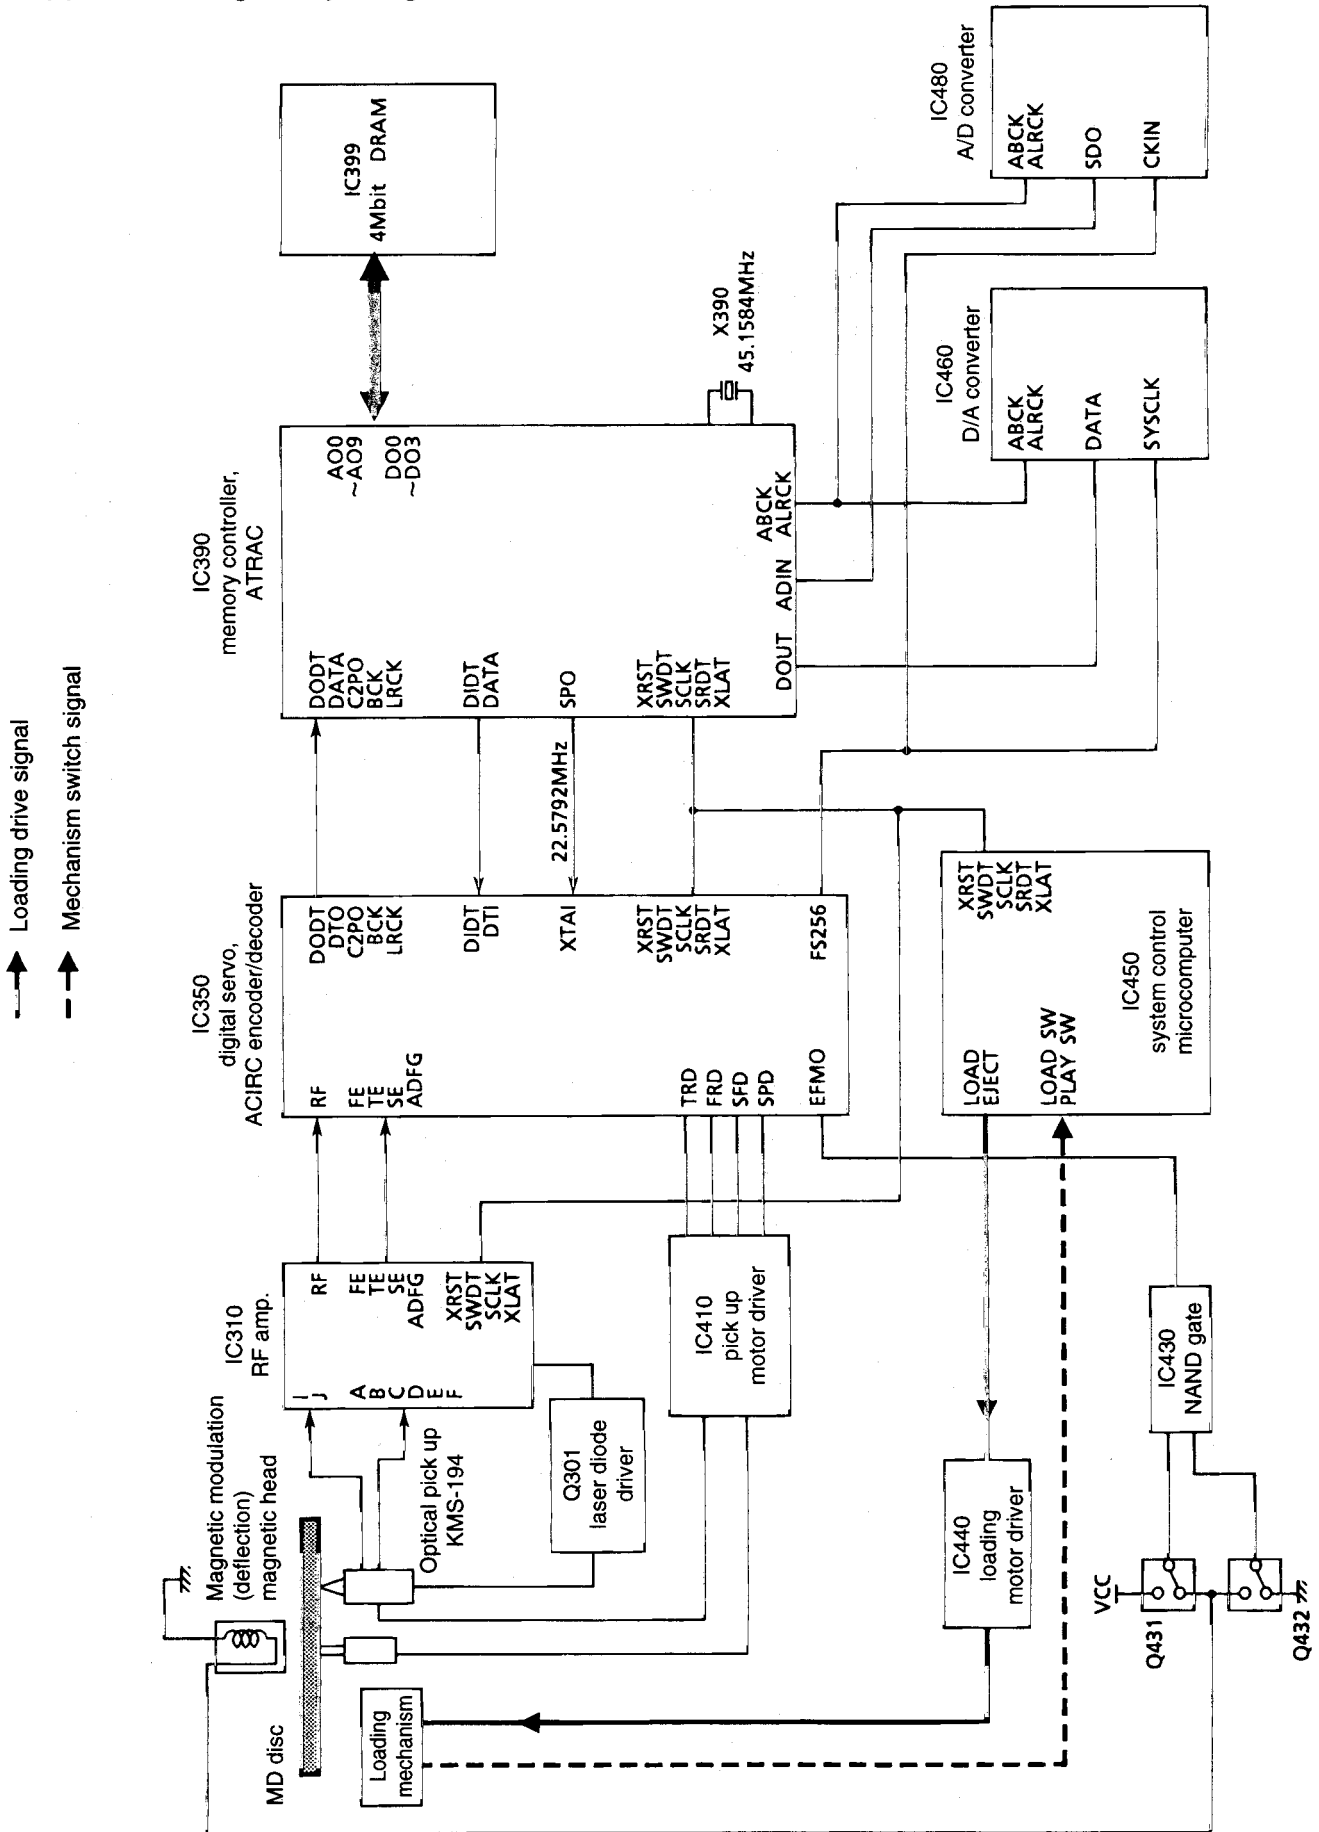 Loading drive signal
Mechanism switch signal
MD disc
Magnetic modulation
(deflection)
magnetic head
Optical pick up
KMS-194
Loading
mechanism
IC310
RF amp.
I
J
A
B
C
D
E
F
RF
FE
TE
SE
ADFG
XRST
SWDT
SCLK
XLAT
Q301
laser diode
driver
IC410
pick up
motor driver
IC440
loading
motor driver
VCC
Q431
Q432
IC430
NAND gate
IC350
digital servo,
ACIRC encoder/decoder
RF
FE
TE
SE
ADFG
TRD
FRD
SFD
SPD
EFMO
DODT
DTO
C2PO
BCK
LRCK
DIDT
DTI
XTAI
XRST
SWDT
SCLK
SRDT
XLAT
FS256
22.5792MHz
IC450
system control
microcomputer
LOAD
EJECT
LOAD SW
PLAY SW
XRST
SWDT
SCLK
SRDT
XLAT
IC390
memory controller,
ATRAC
DODT
DATA
C2PO
BCK
LRCK
DIDT
DATA
SPO
XRST
SWDT
SCLK
SRDT
XLAT
AO0
~AO9
DO0
~DO3
DOUT
ADIN
ABCK
ALRCK
X390
45.1584MHz
IC399
4Mbit DRAM
IC460
D/A converter
ABCK
ALRCK
DATA
SYSCLK
IC480
A/D converter
ABCK
ALRCK
SDO
CKIN